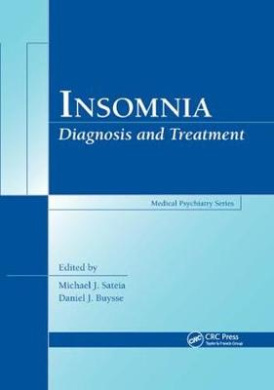 INSOMNIA
Diagnosis and Treatment
Medical Psychiatry Series
Edited by
Michael J. Sateia
Daniel J. Buysse
CRC Press
Taylor & Francis Group